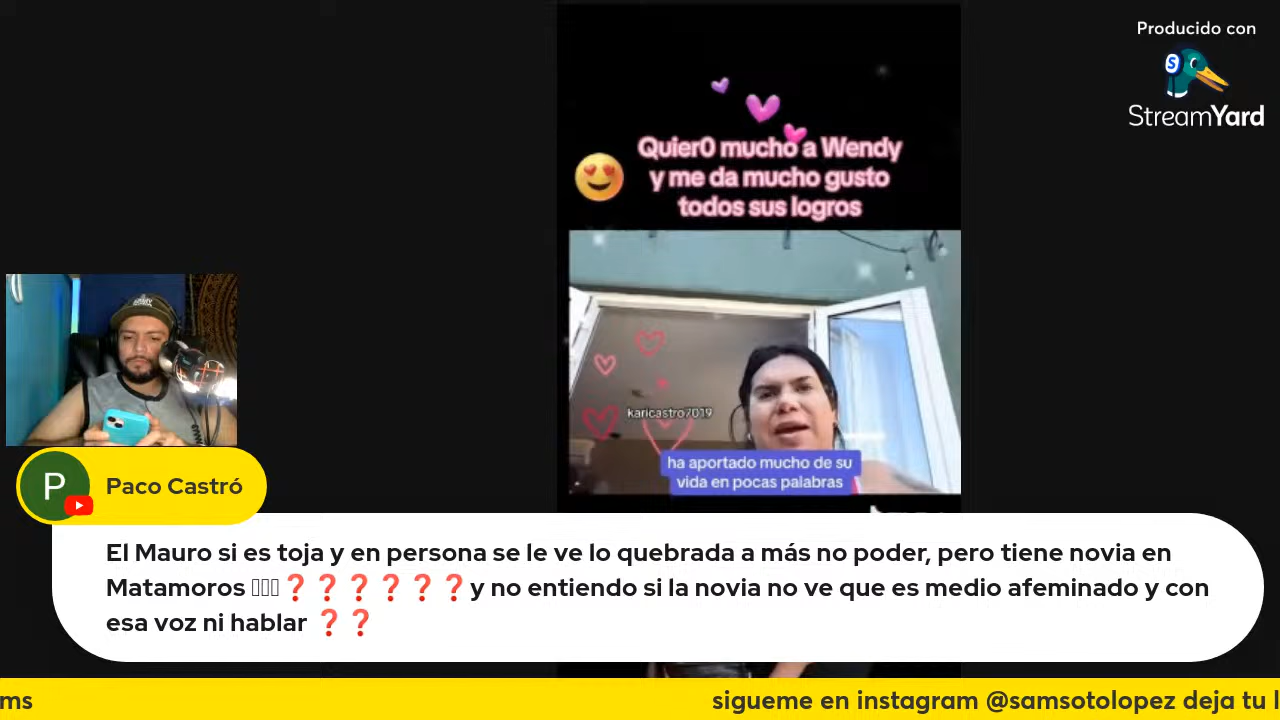 Producido con
StreamYard
Quier0 mucho a Wendy
y me da mucho gusto
todos sus logros
karicastro7019
ha aportado mucho de su
vida en pocas palabras
P
Paco Castró
El Mauro si es toja y en persona se le ve lo quebrada a más no poder, pero tiene novia en
Matamoros ▯▯▯❓❓❓❓❓❓y no entiendo si la novia no ve que es medio afeminado y con
esa voz ni hablar ❓❓
ms
sigueme en instagram @samsotolopez deja tu l